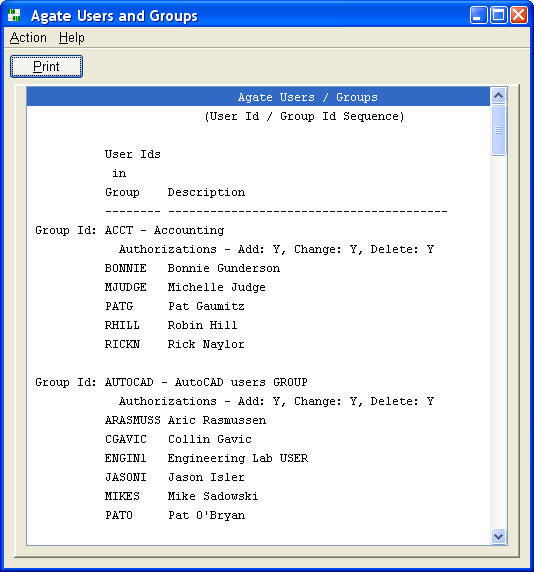 Agate Users and Groups
Action Help
Print
Agate Users / Groups
(User Id / Group Id Sequence)
User Ids
in
Group Description
-------- ----------------------------------------
Group Id: ACCT - Accounting
Authorizations - Add: Y, Change: Y, Delete: Y
BONNIE Bonnie Gunderson
MJUDGE Michelle Judge
PATG Pat Gaumitz
RHILL Robin Hill
RICKN Rick Naylor
Group Id: AUTOCAD - AutoCAD users GROUP
Authorizations - Add: Y, Change: Y, Delete: Y
ARASMUSS Aric Rasmussen
CGAVIC Collin Gavic
ENGIN1 Engineering Lab USER
JASONI Jason Isler
MIKES Mike Sadowski
PATO Pat O'Bryan